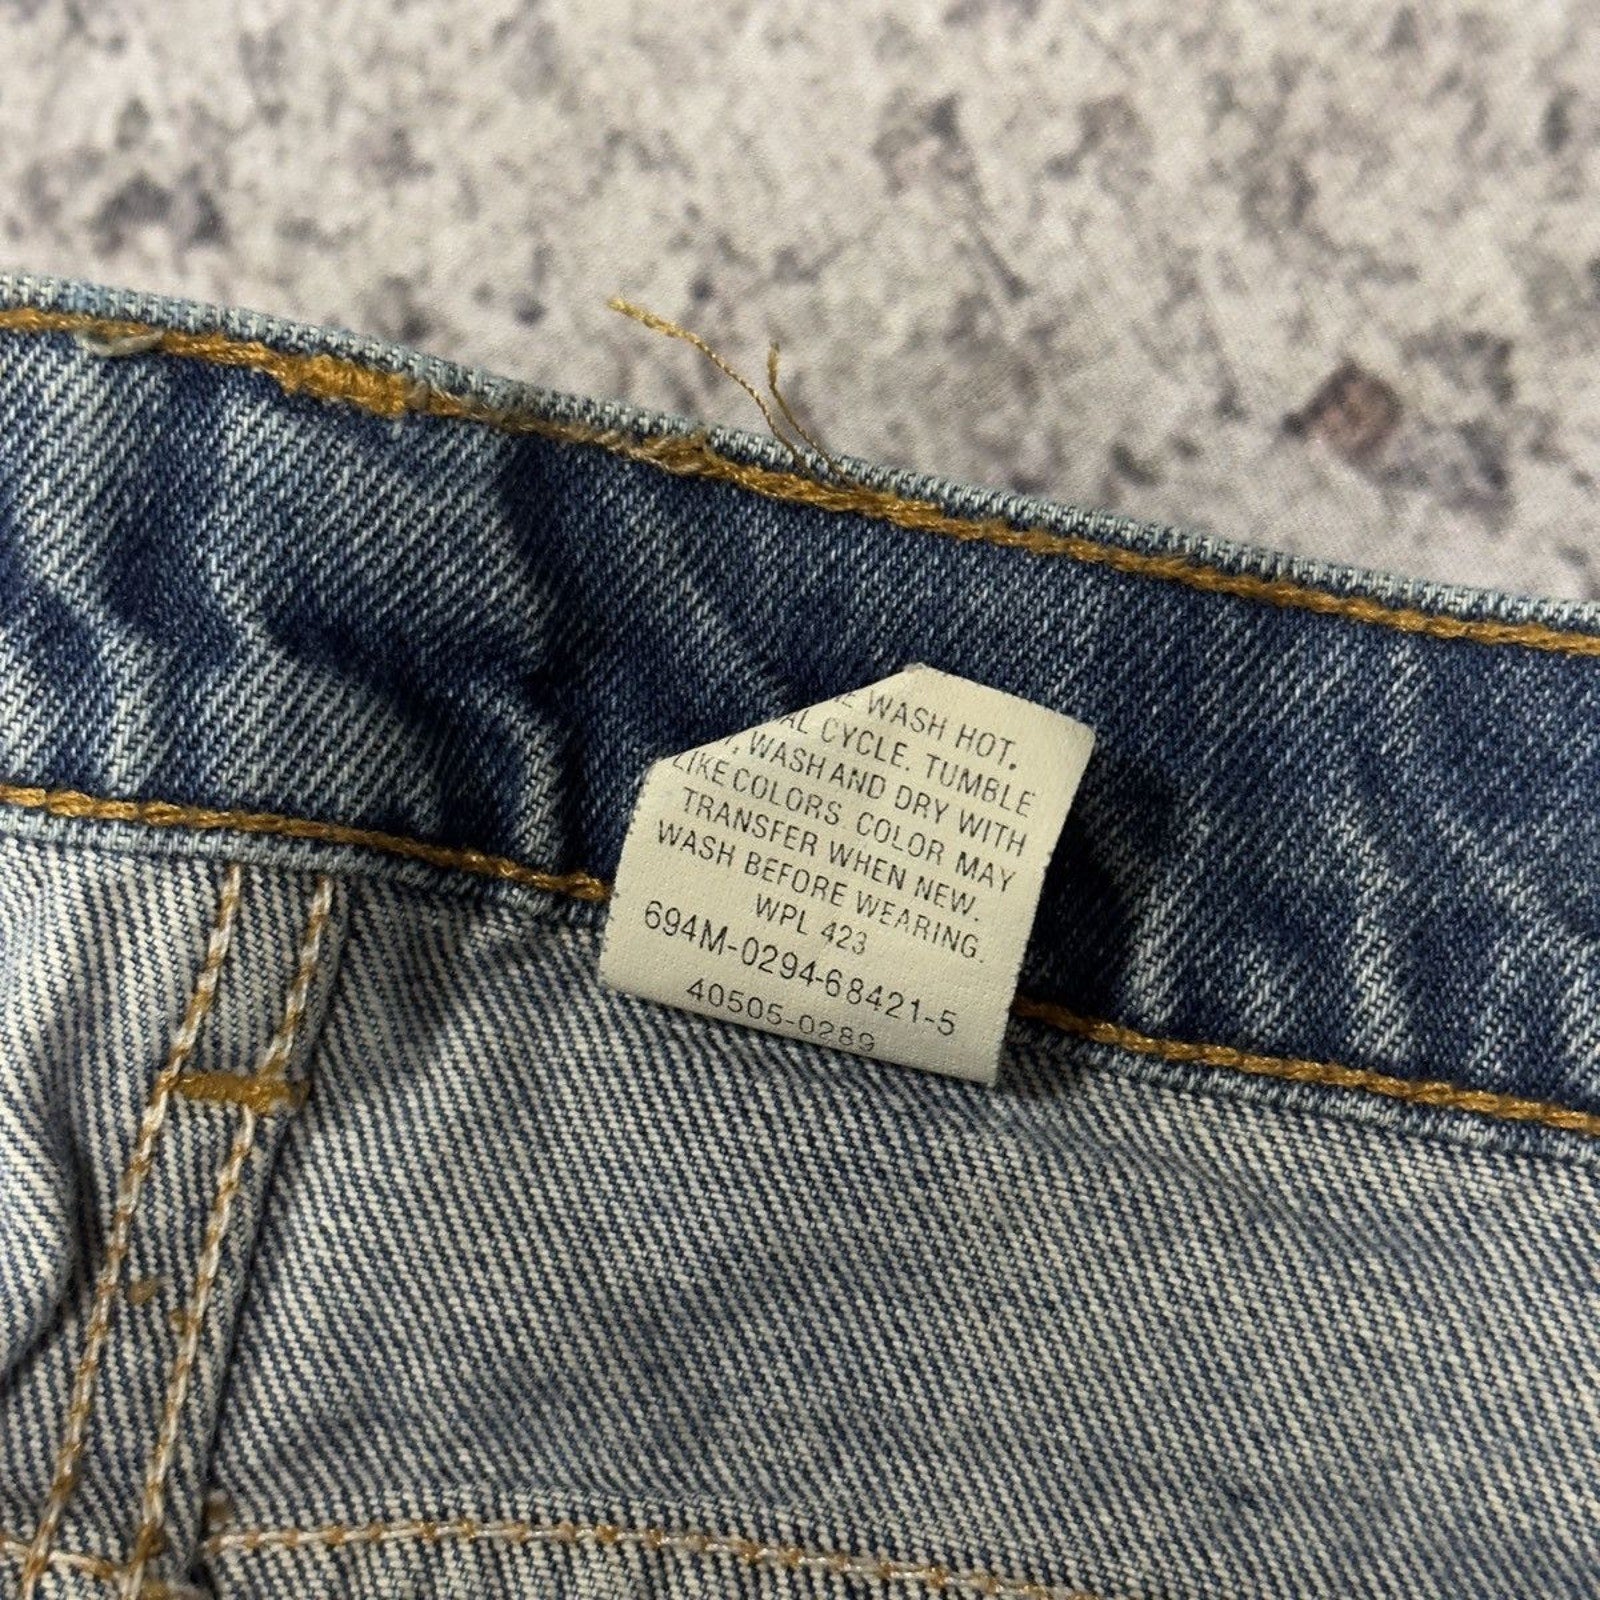 WASH HOT.
CYCLE. TUMBLE
, WASH AND DRY WITH
LIKE COLORS. COLOR MAY
TRANSFER WHEN NEW.
WASH BEFORE WEARING.
WPL 423
694M-0294-68421-5
40505-0289